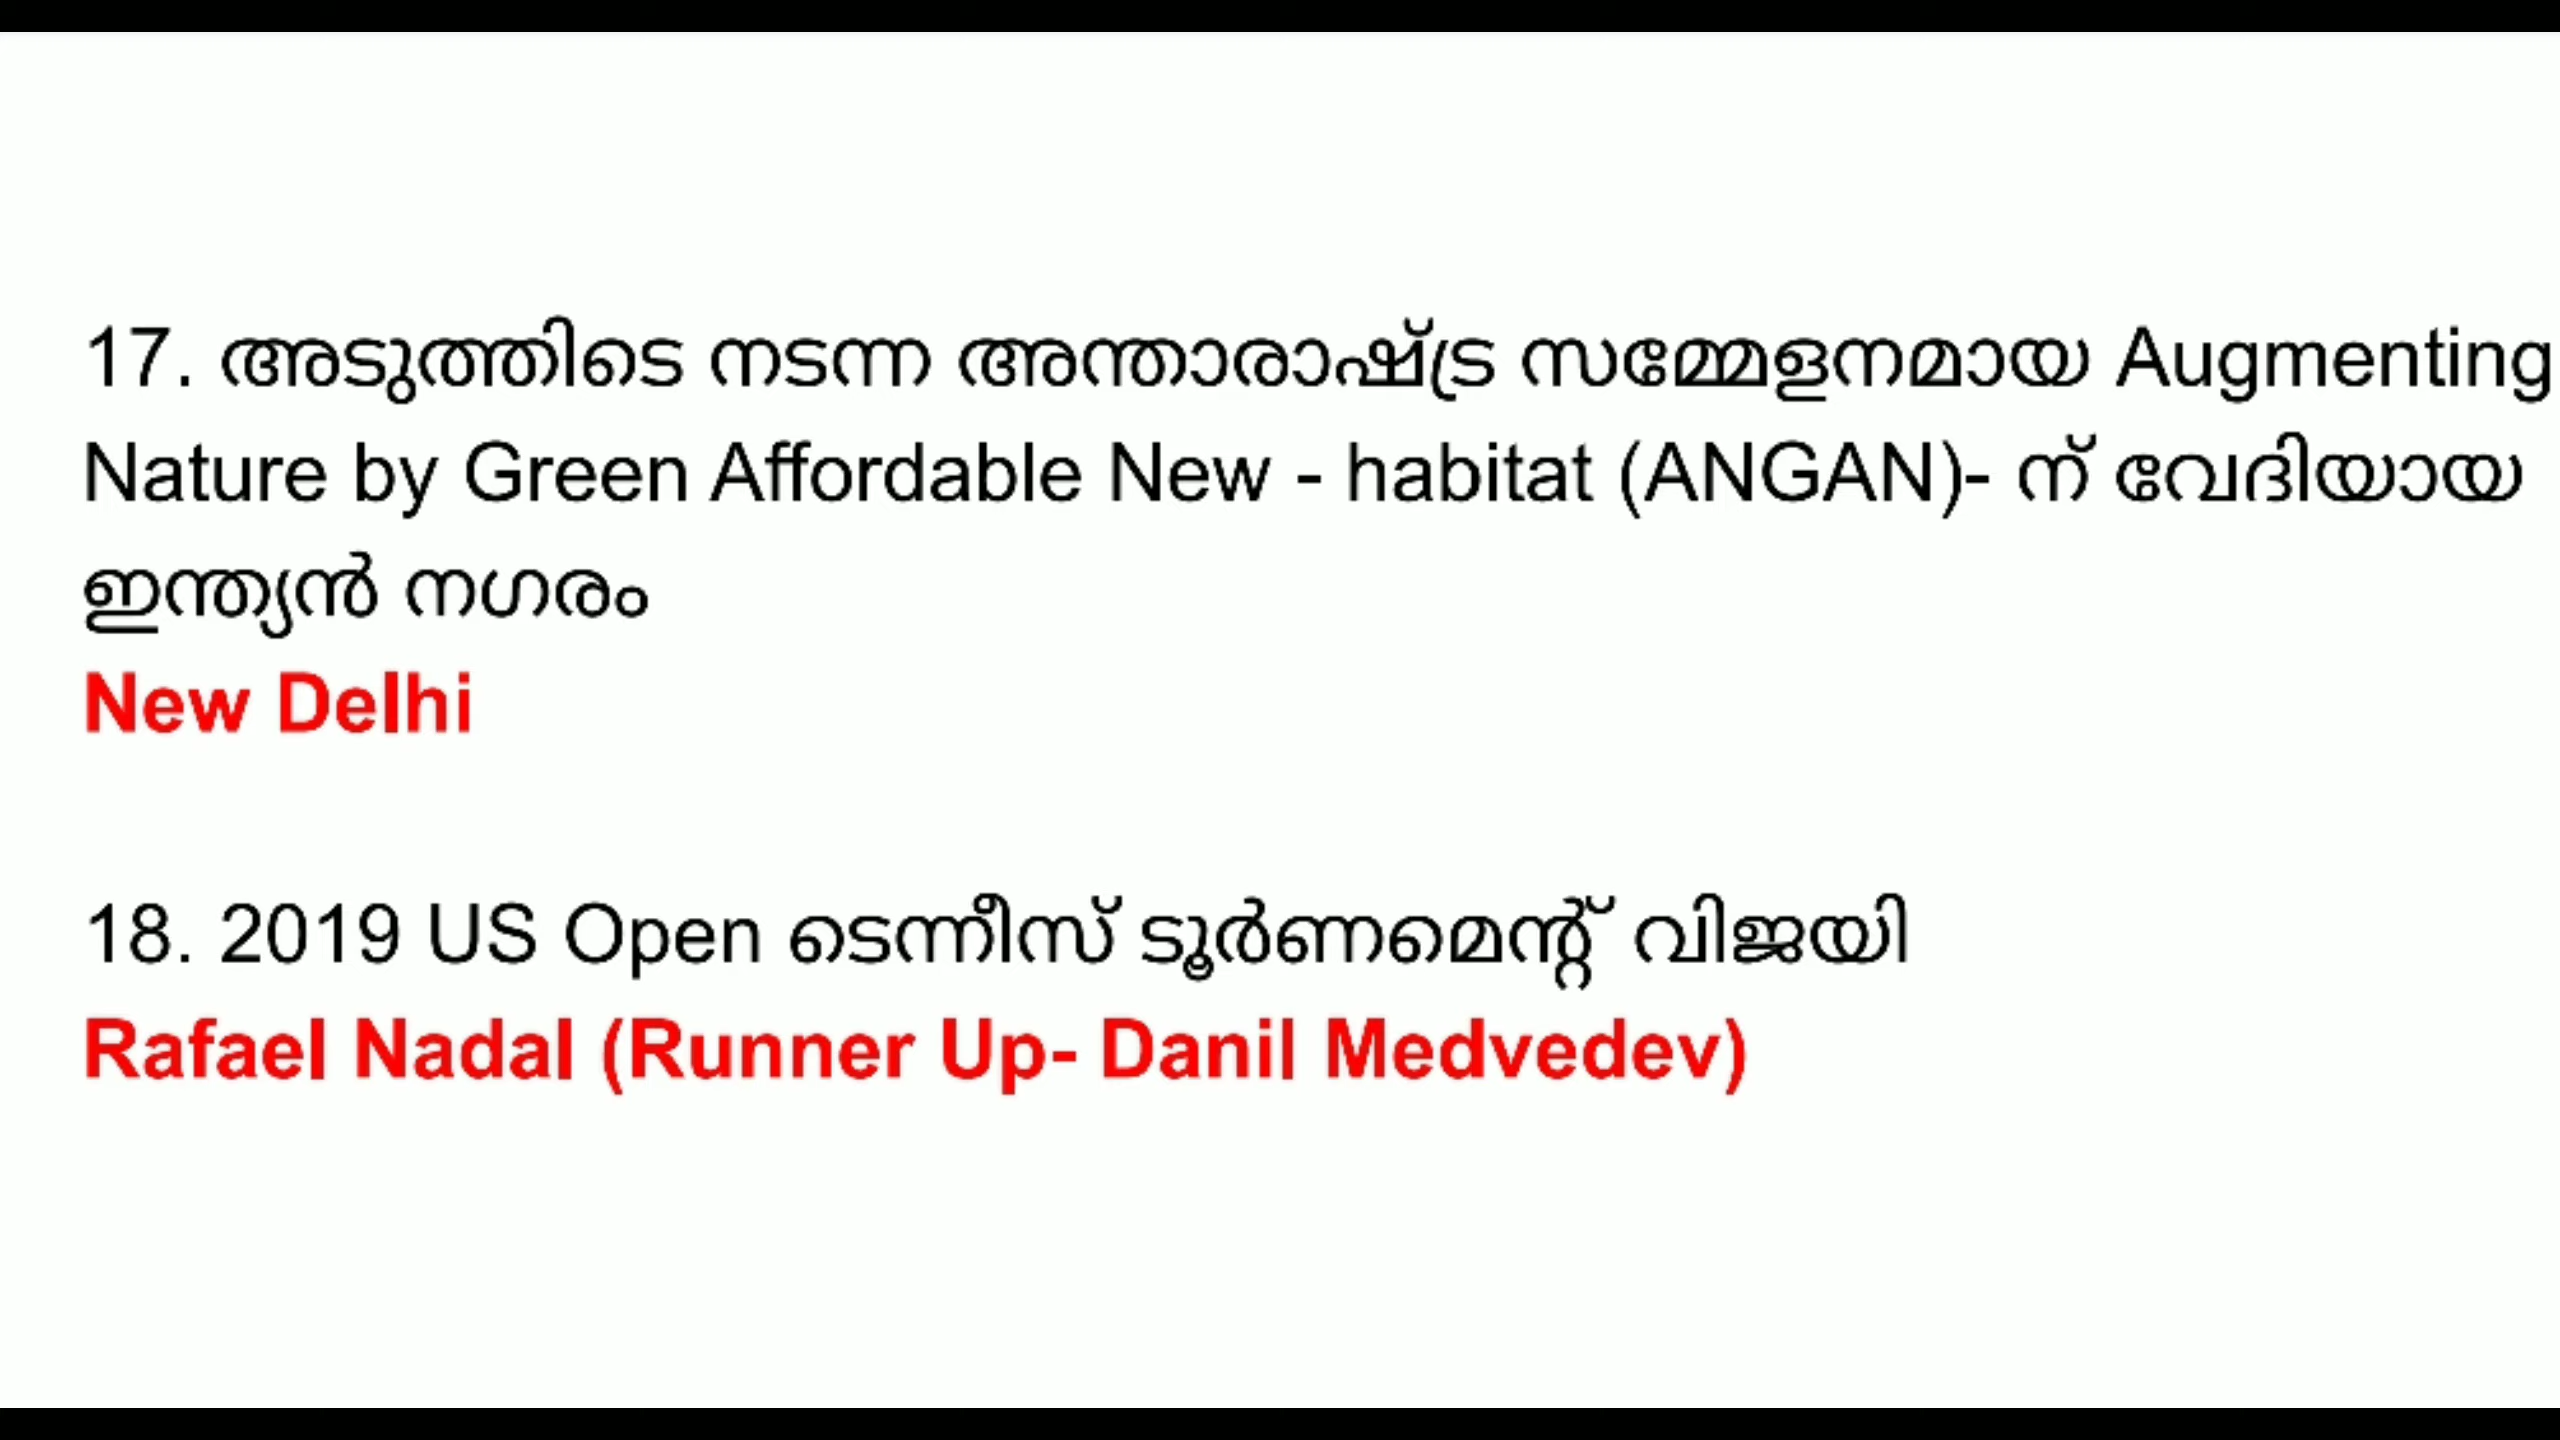 17. അടുത്തിടെ നടന്ന അന്താരാഷ്ട്ര സമ്മേളനമായ Augmenting
Nature by Green Affordable New - habitat (ANGAN)- ന് വേദിയായ
ഇന്ത്യൻ നഗരം
New Delhi
18. 2019 US Open ടെന്നീസ് ടൂർണമെന്റ് വിജയി
Rafael Nadal (Runner Up- Danil Medvedev)